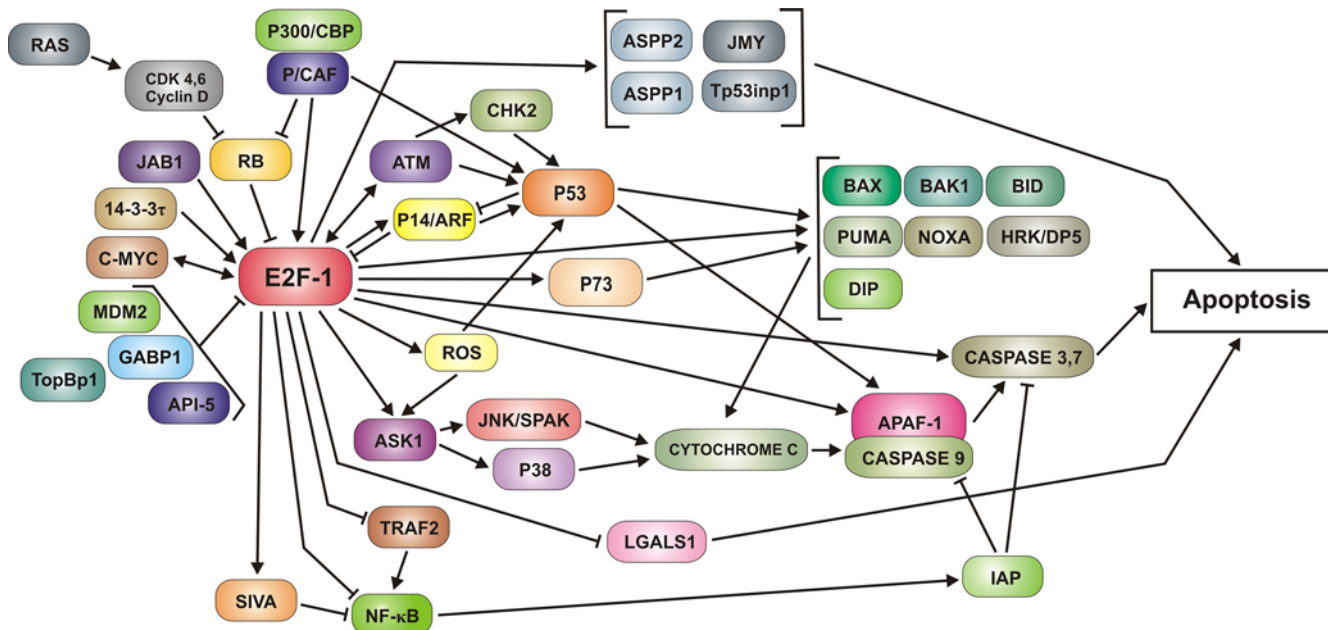 RAS
P300/CBP
P/CAF
CDK 4,6
Cyclin D
ASPP2
JMY
ASPP1
Tp53inp1
CHK2
JAB1
RB
ATM
14-3-3τ
P14/ARF
P53
BAX
BAK1
BID
C-MYC
E2F-1
P73
PUMA
NOXA
HRK/DP5
MDM2
DIP
Apoptosis
GABP1
TopBp1
API-5
ROS
CASPASE 3,7
ASK1
JNK/SPAK
P38
CYTOCHROME C
APAF-1
CASPASE 9
TRAF2
LGALS1
IAP
SIVA
NF-κB